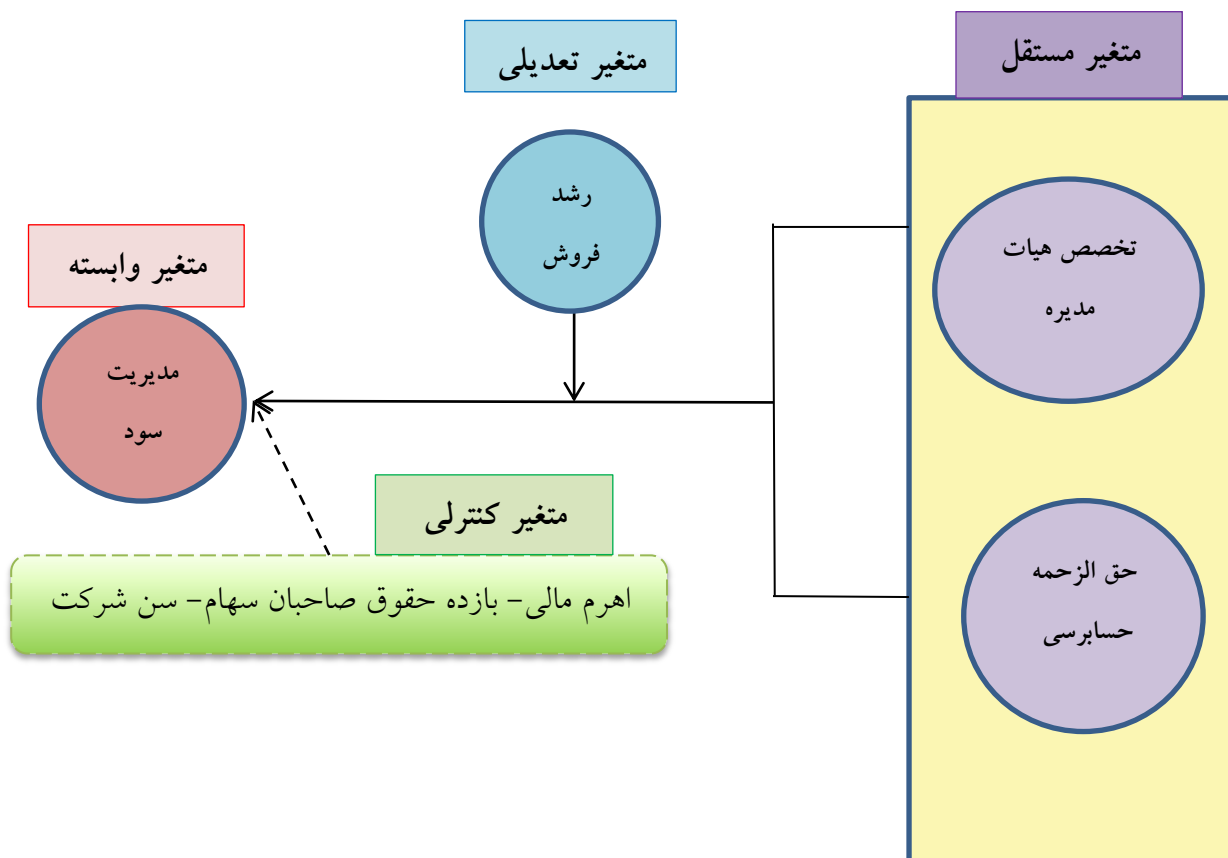 متغیر مستقل
متغیر تعدیلی
تخصص هیات
مدیره
رشد
فروش
متغیر وابسته
مدیریت
سود
متغیر کنترلی
اهرم مالی- بازده حقوق صاحبان سهام- سن شرکت
حق الزحمه
حسابرسی